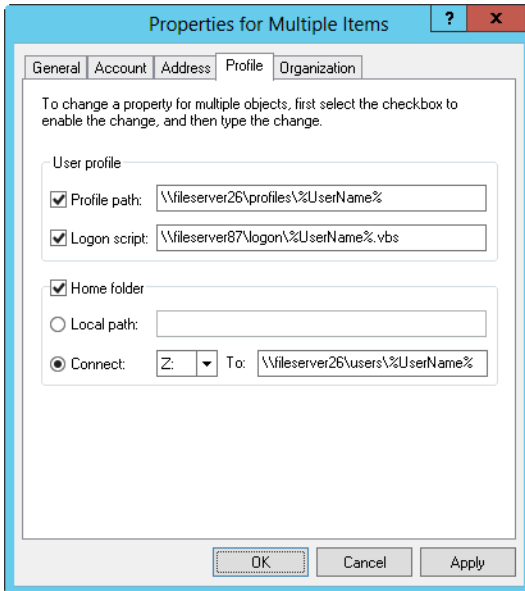 Properties for Multiple Items
? x
General Account Address Profile Organization
To change a property for multiple objects, first select the checkbox to
enable the change, and then type the change.
User profile
Profile path: \\fileserver26\profiles\%UserName%
Logon script: \\fileserver87\logon\%UserName%.vbs
Home folder
Local path:
Connect: Z: To: \\fileserver26\users\%UserName%
OK Cancel Apply